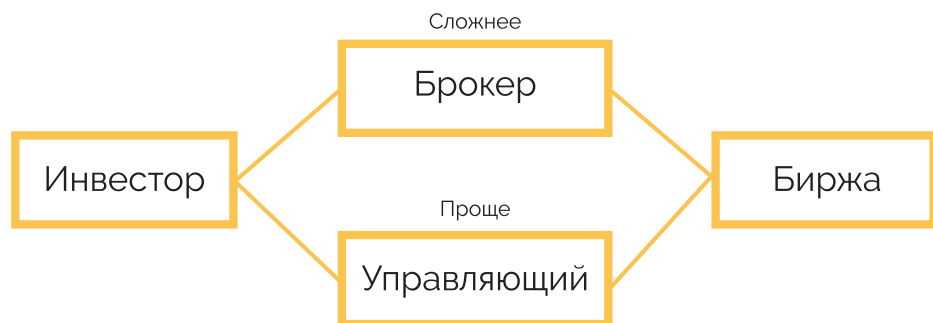 Сложнее
Брокер
Инвестор
Биржа
Проще
Управляющий